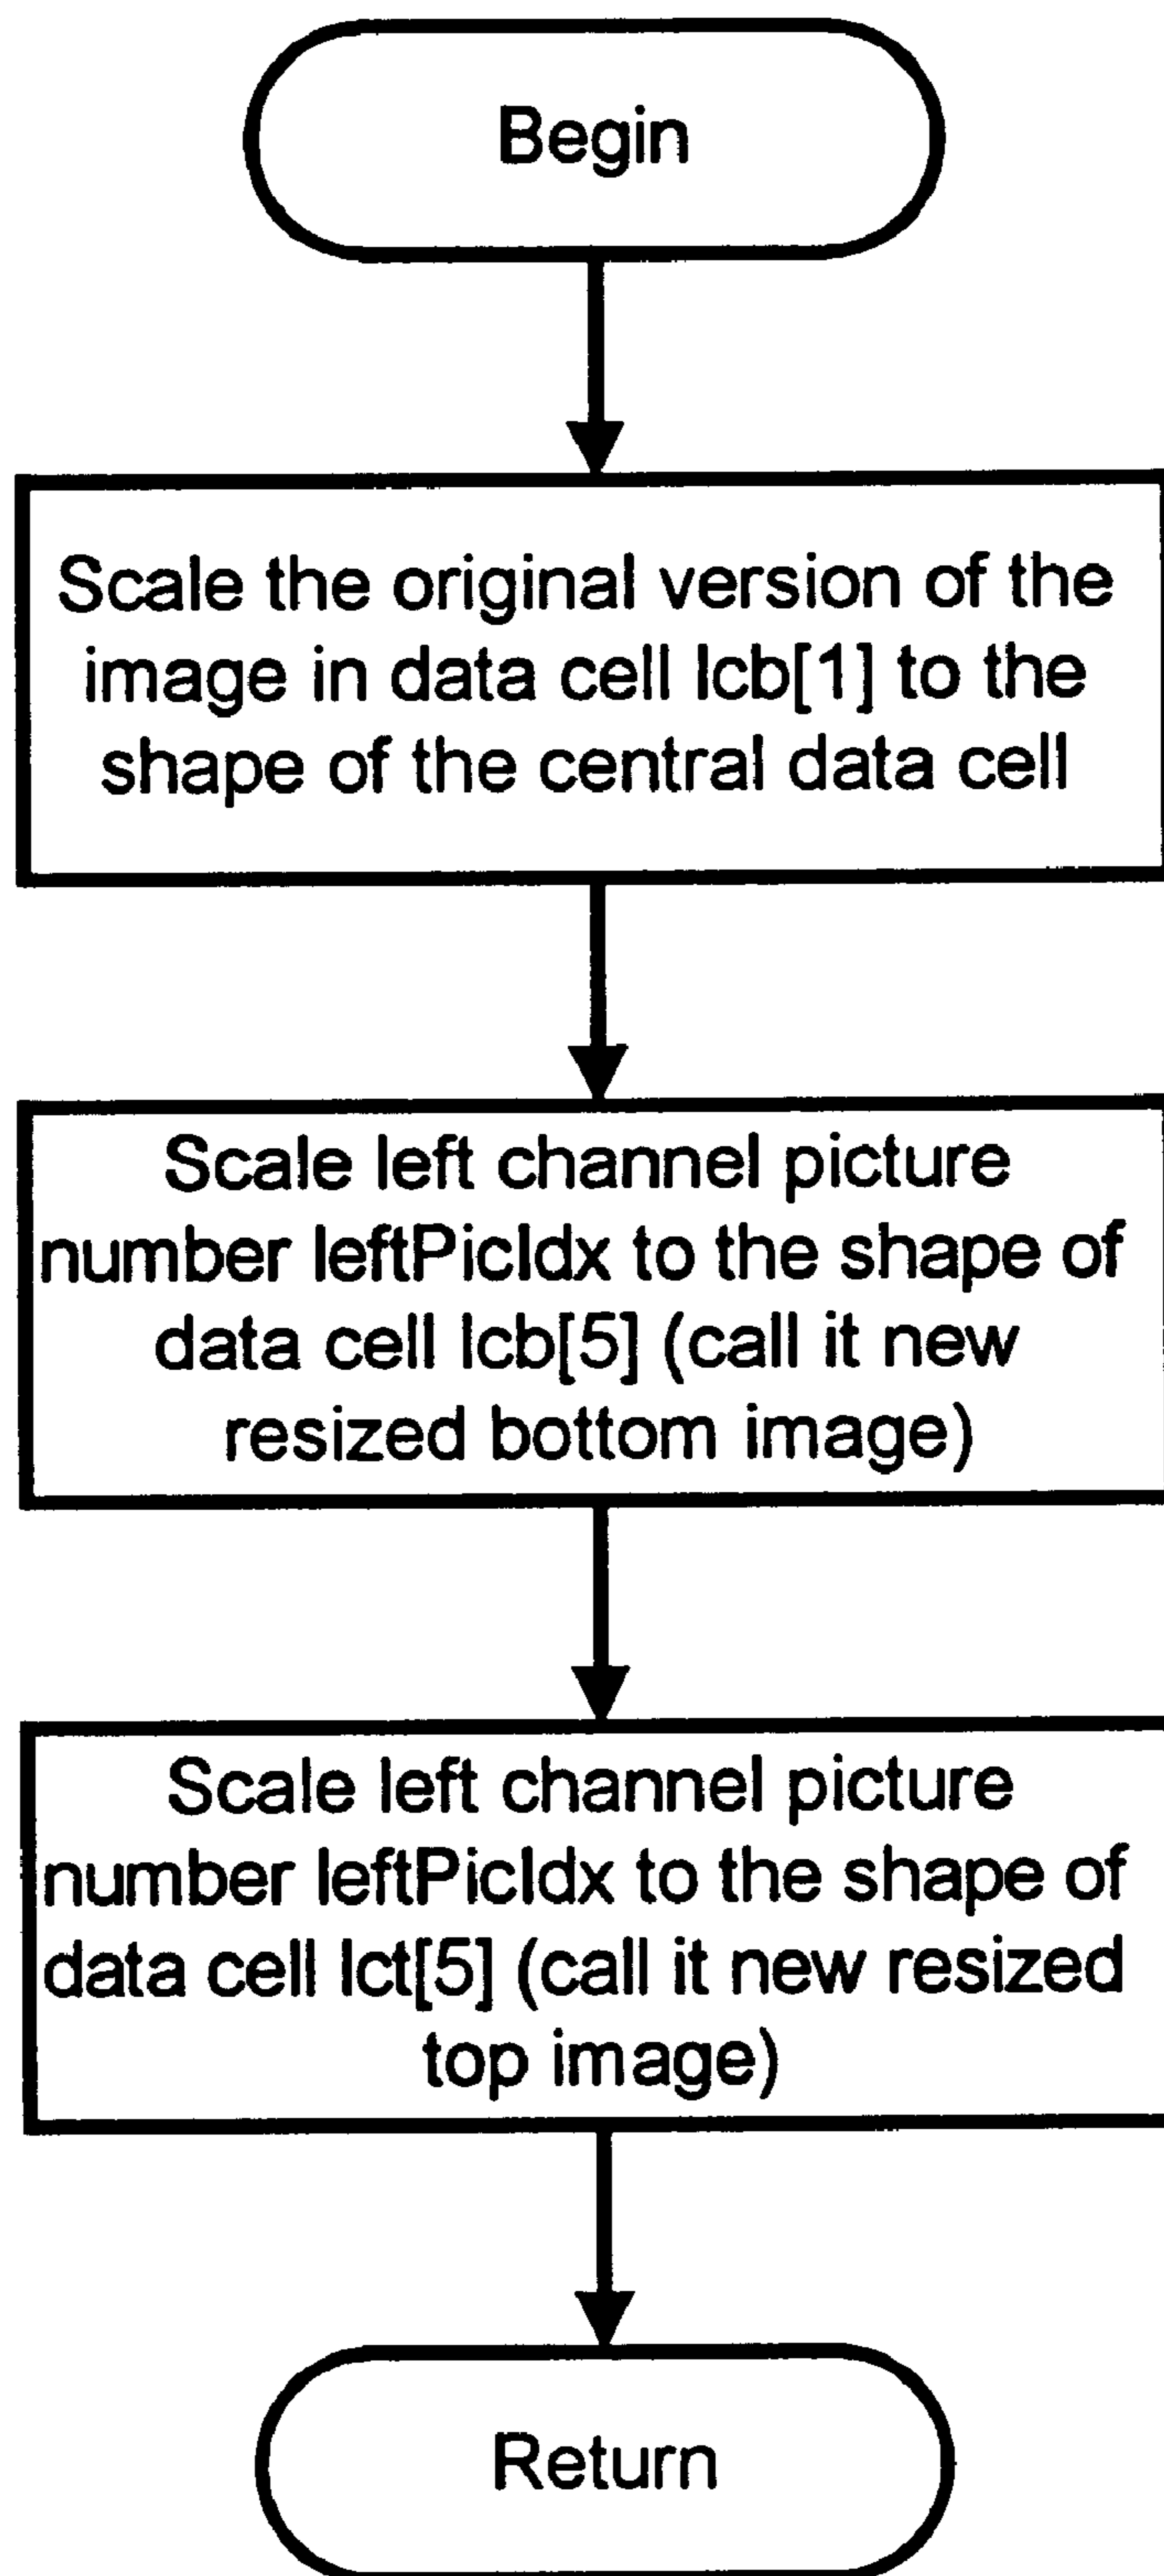 Begin
Scale the original version of the
image in data cell lcb[1] to the
shape of the central data cell
Scale left channel picture
number leftPicIdx to the shape of
data cell lcb[5] (call it new
resized bottom image)
Scale left channel picture
number leftPicIdx to the shape of
data cell lct[5] (call it new resized
top image)
Return